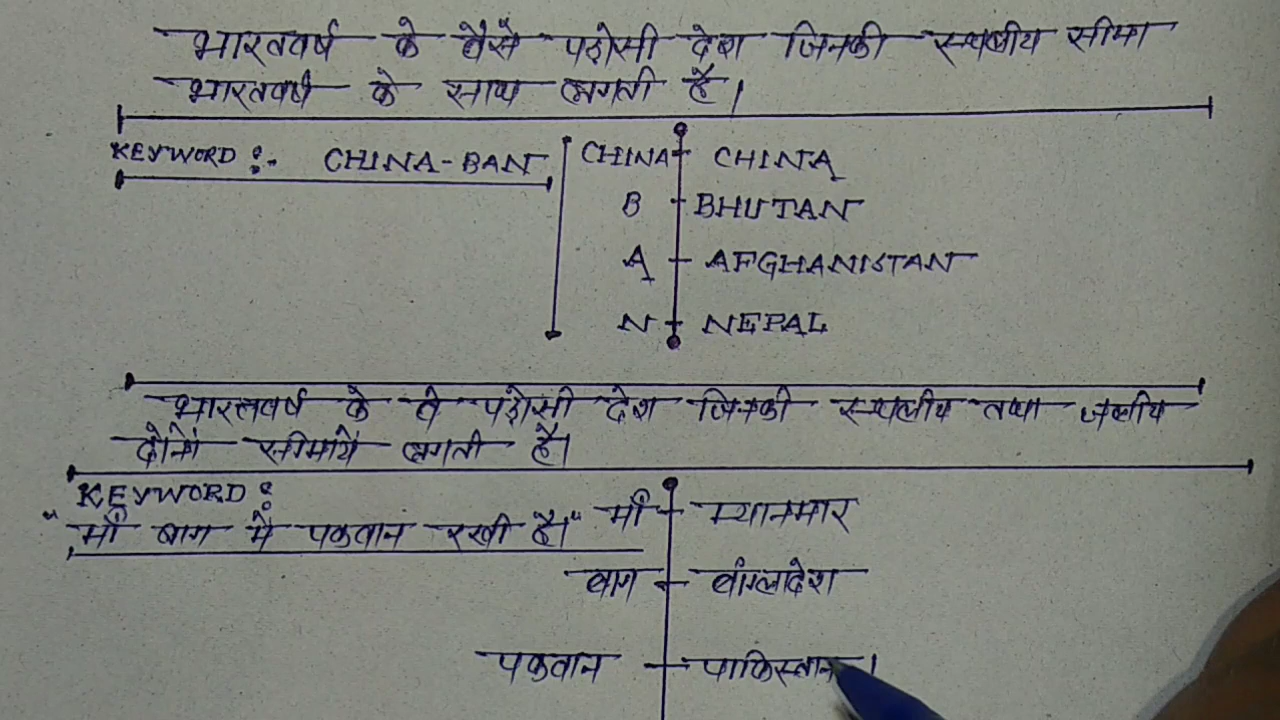 भारतवर्ष के वैसे पड़ोसी देश जिनकी स्थलीय सीमा
भारतवर्ष के साथ लगती है।
KEYWORD :- CHINA-BAN
CHINA CHINA
B BHUTAN
A AFGHANISTAN
N NEPAL
भारतवर्ष के वे पड़ोसी देश जिनकी स्थलीय तथा जलीय
दोनों सीमायें लगती है।
KEYWORD :
"माँ बाग में पकवान रखी है।"
माँ म्यानमार
बाग बांग्लादेश
पकवान पाकिस्तान।